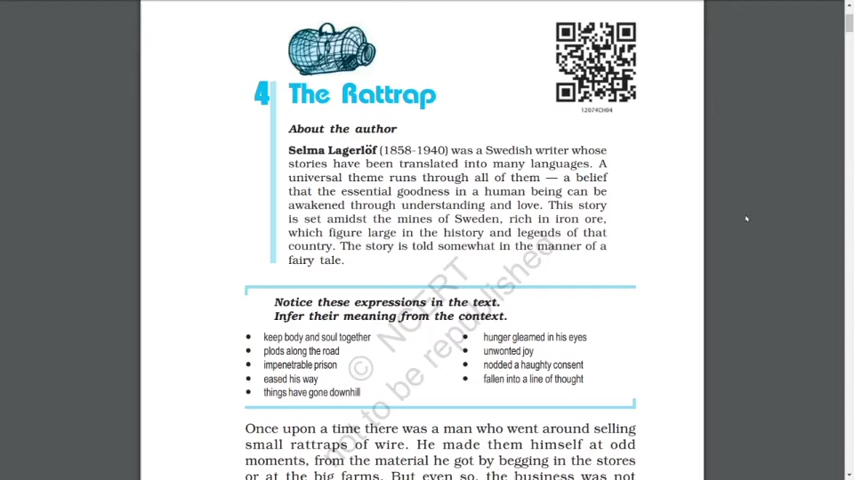 12074CH04
4 The Rattrap
About the author
Selma Lagerlöf (1858-1940) was a Swedish writer whose
stories have been translated into many languages. A
universal theme runs through all of them — a belief
that the essential goodness in a human being can be
awakened through understanding and love. This story
is set amidst the mines of Sweden, rich in iron ore,
which figure large in the history and legends of that
country. The story is told somewhat in the manner of a
fairy tale.
Notice these expressions in the text.
Infer their meaning from the context.
• keep body and soul together
• plods along the road
• impenetrable prison
• eased his way
• things have gone downhill
• hunger gleamed in his eyes
• unwonted joy
• nodded a haughty consent
• fallen into a line of thought
© NCERT
not to be republished
Once upon a time there was a man who went around selling
small rattraps of wire. He made them himself at odd
moments, from the material he got by begging in the stores
or at the big farms. But even so, the business was not